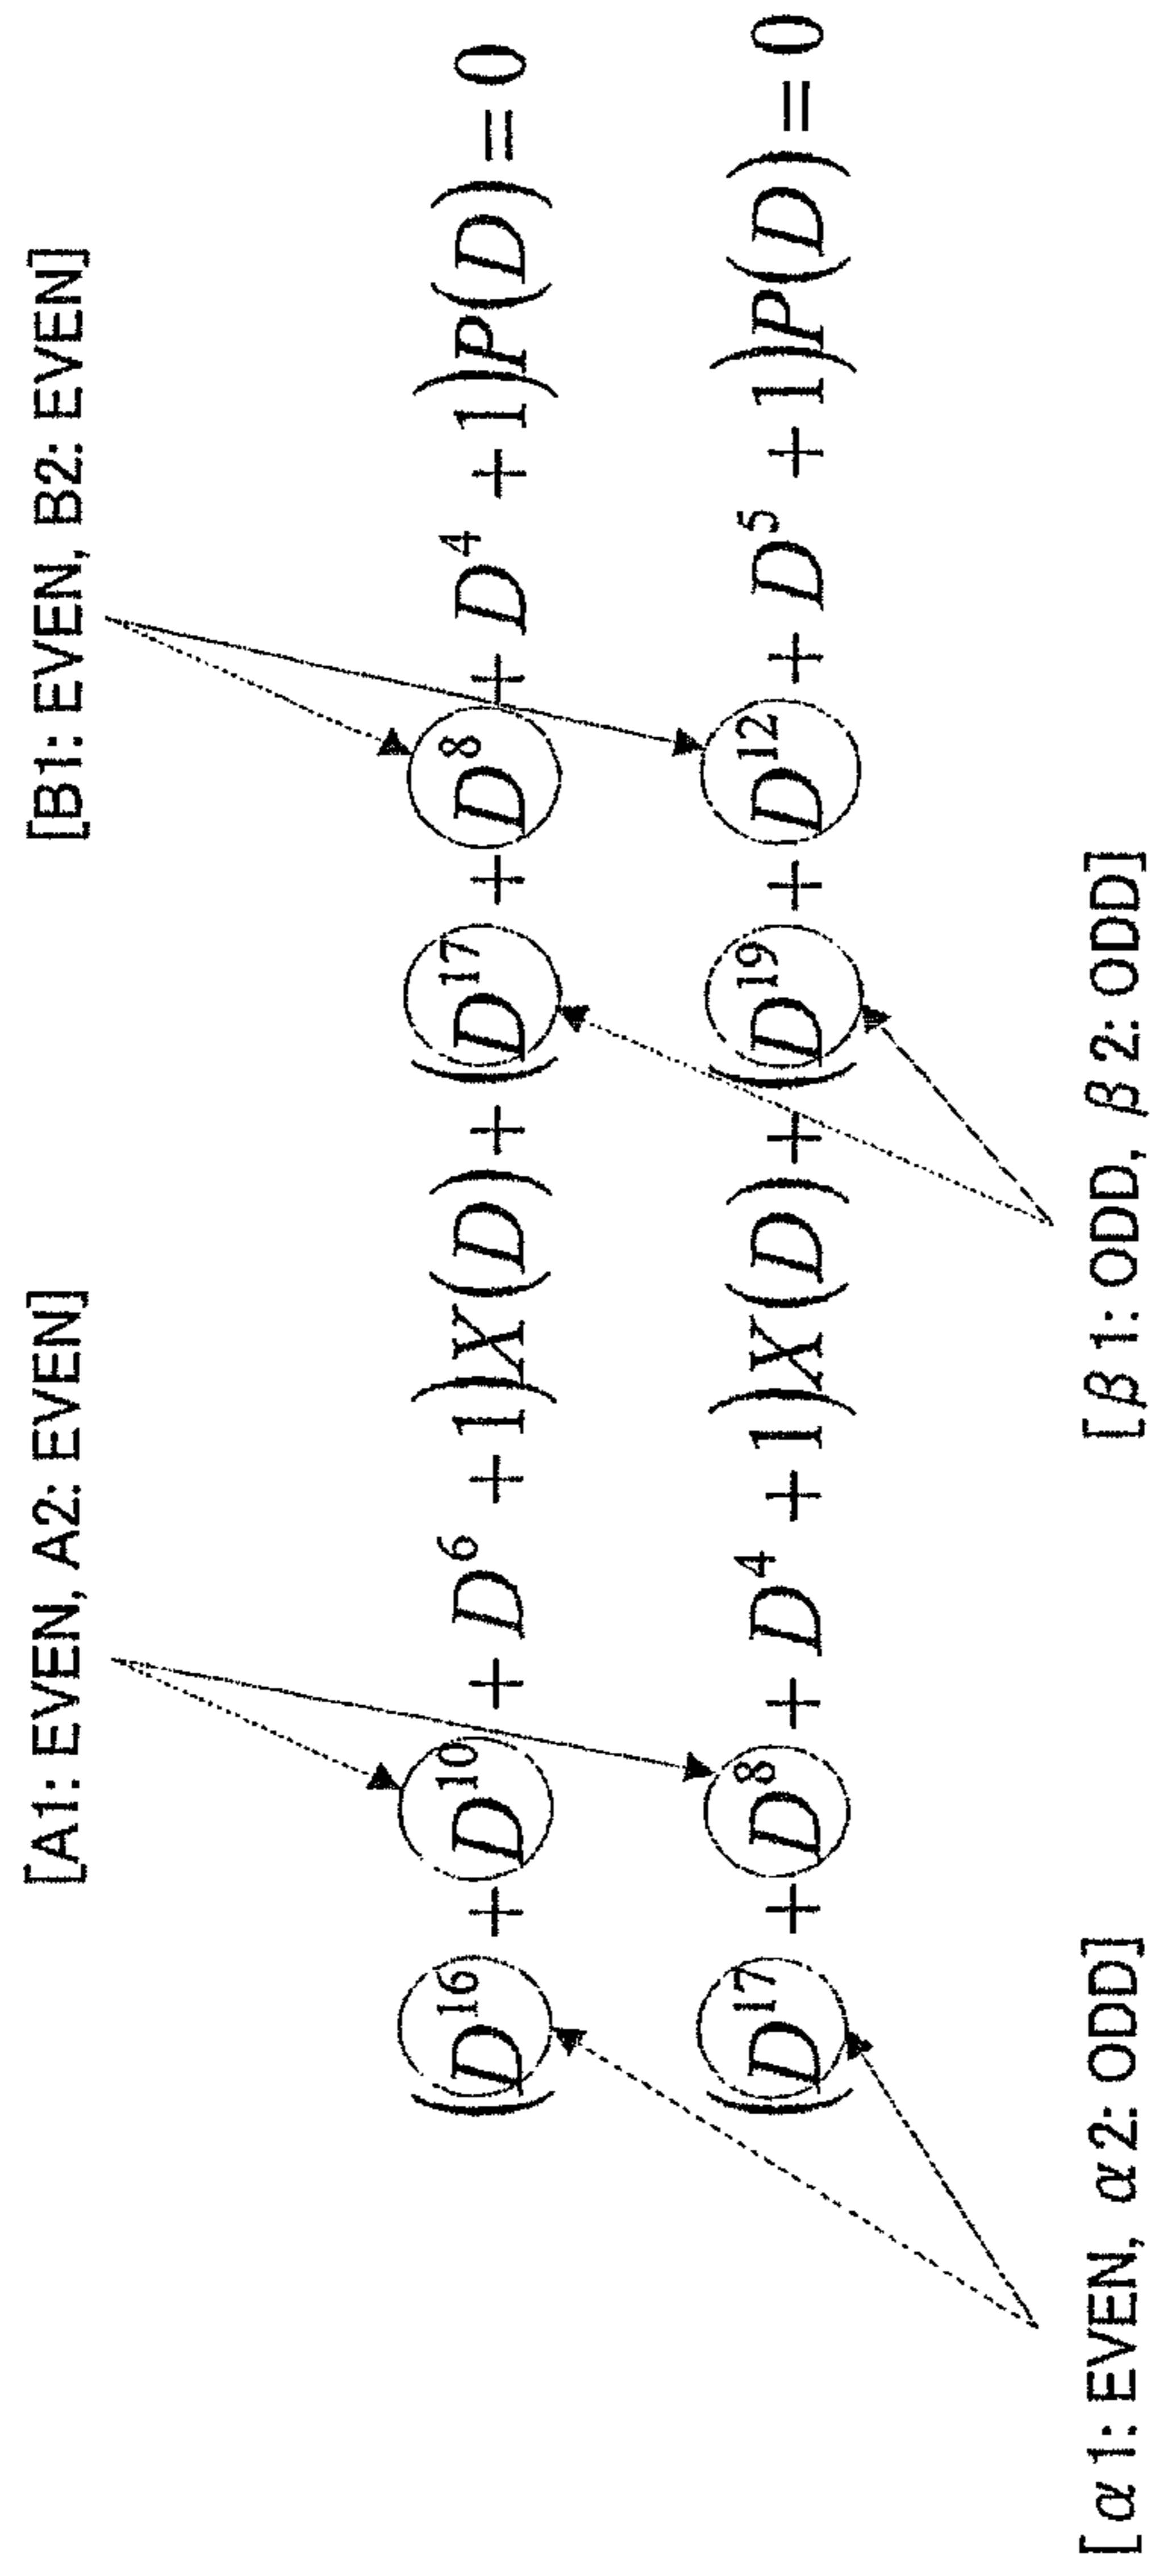 [A1: EVEN, A2: EVEN] [B1: EVEN, B2: EVEN]
(D^16 + D^10 + D^6 + 1)X(D) + (D^17 + D^8 + D^4 + 1)P(D) = 0
(D^17 + D^8 + D^4 + 1)X(D) + (D^19 + D^12 + D^5 + 1)P(D) = 0
[α1: EVEN, α2: ODD] [β1: ODD, β2: ODD]